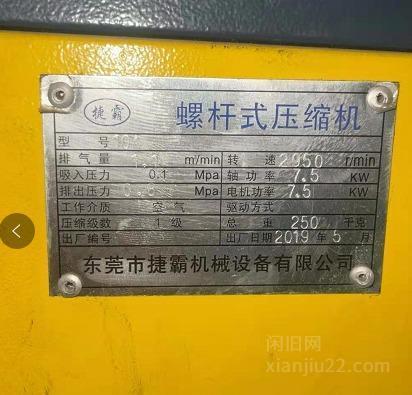 捷霸 螺杆式压缩机
型号
排气量 m/min 转速 2950 r/min
吸入压力 0.1 Mpa 轴功率 7.5 KW
排出压力 Mpa 电机功率 7.5 KW
工作介质 空气 驱动方式
压缩级数 1级 总重 250 千克
出厂编号 出厂日期 2019年5月
东莞市捷霸机械设备有限公司
闲旧网
xianjiu22.com